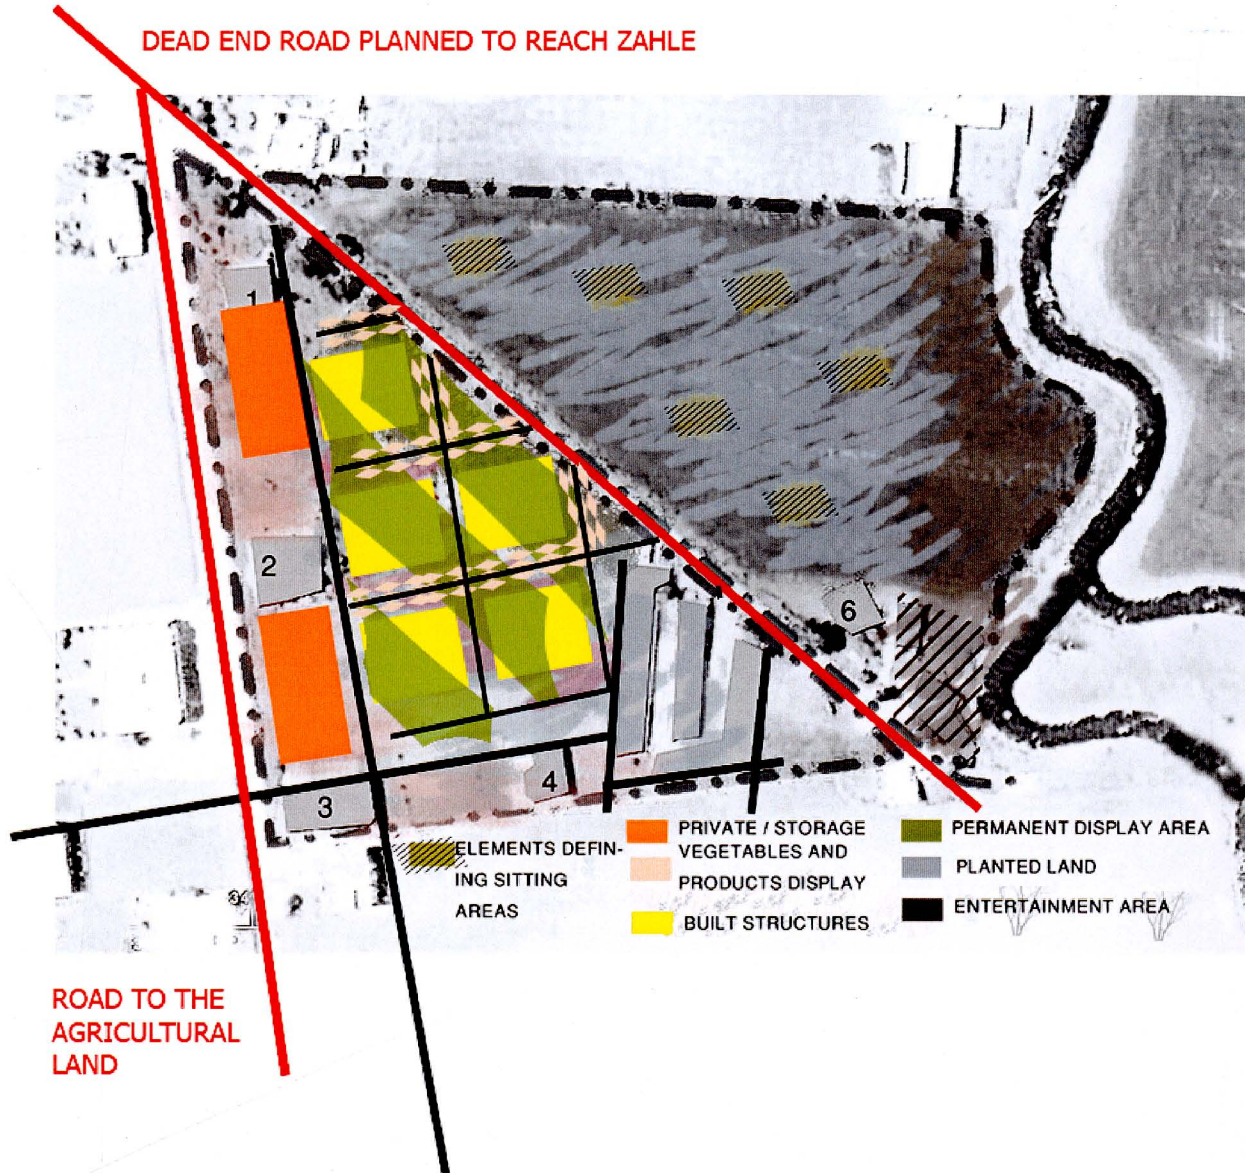 DEAD END ROAD PLANNED TO REACH ZAHLE
1
2
3
4
6
ELEMENTS DEFIN-
ING SITTING
AREAS
PRIVATE / STORAGE
VEGETABLES AND
PRODUCTS DISPLAY
BUILT STRUCTURES
PERMANENT DISPLAY AREA
PLANTED LAND
ENTERTAINMENT AREA
ROAD TO THE
AGRICULTURAL
LAND